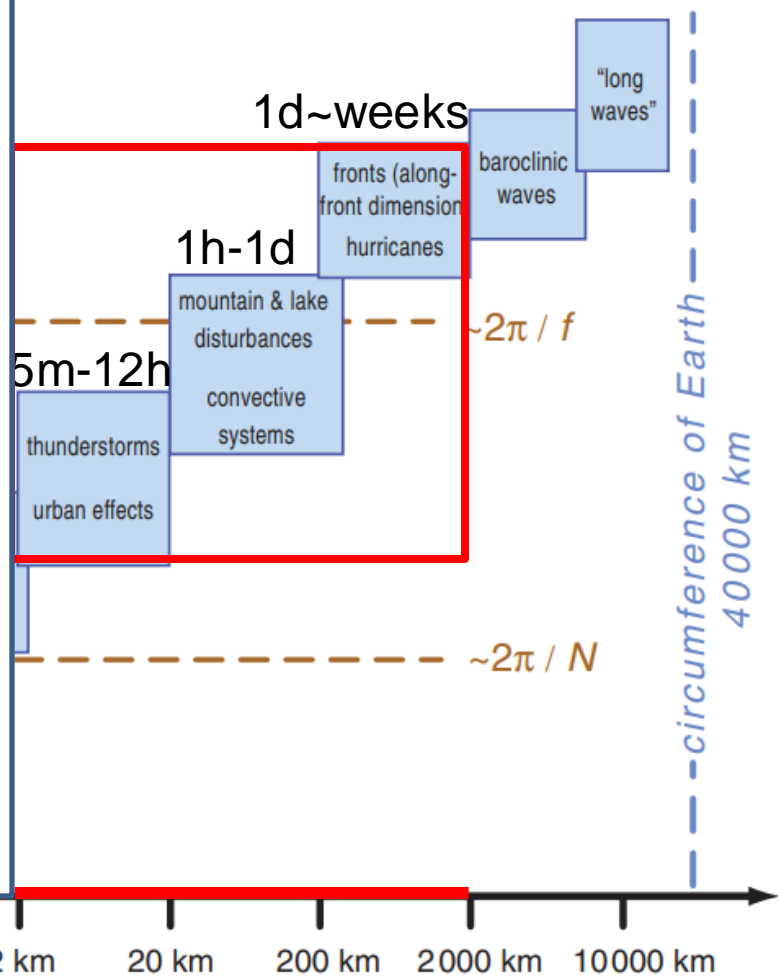 “long
waves”
1d~weeks
baroclinic
waves
fronts (along-
front dimension
hurricanes
1h-1d
mountain & lake
disturbances
convective
systems
~2π / f
5m-12h
thunderstorms
urban effects
~2π / N
circumference of Earth
40000 km
2 km
20 km
200 km
2000 km
10000 km